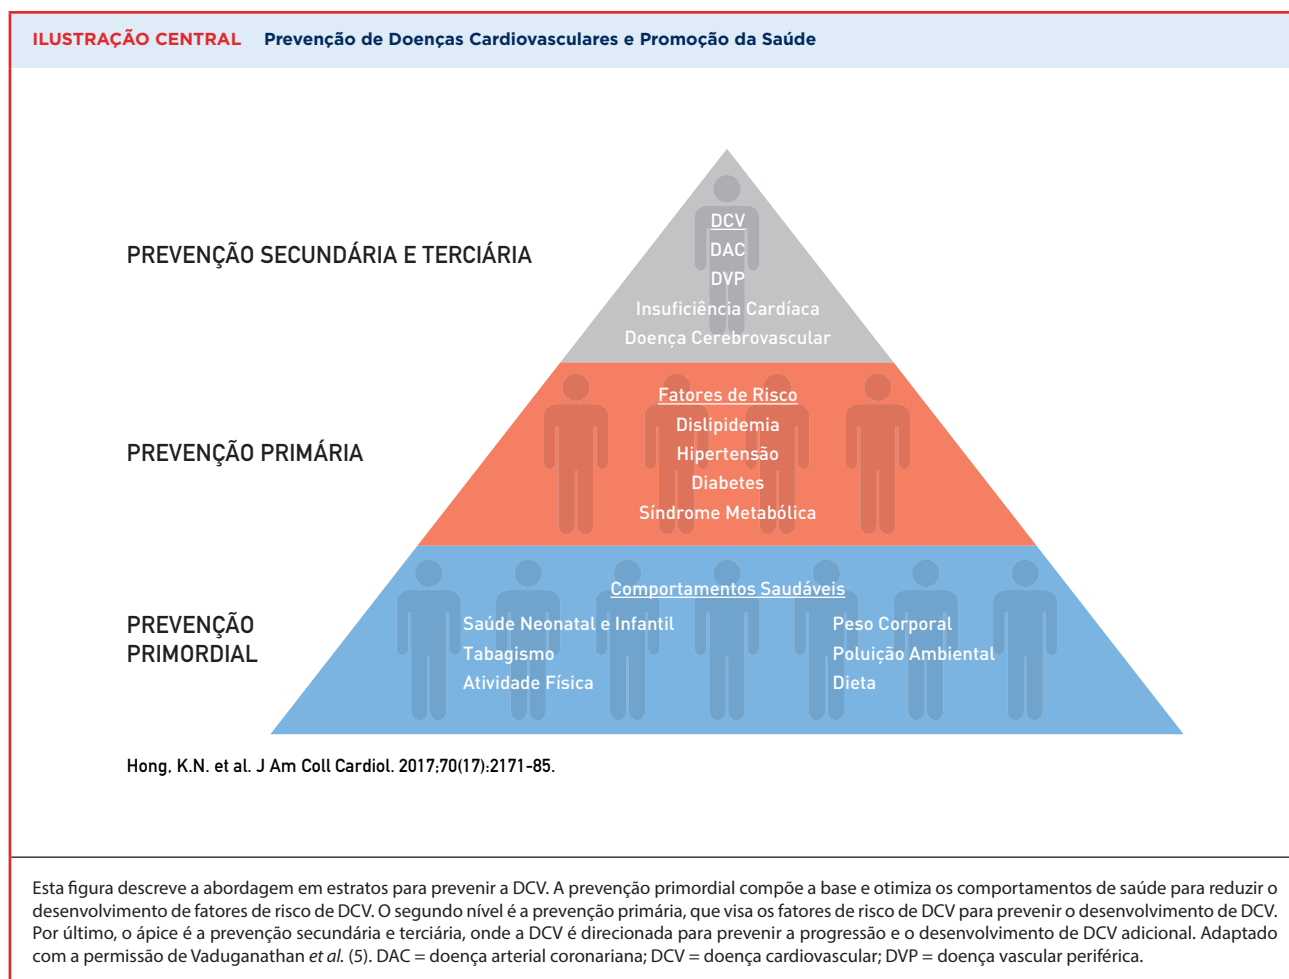 ILUSTRAÇÃO CENTRAL Prevenção de Doenças Cardiovasculares e Promoção da Saúde
PREVENÇÃO SECUNDÁRIA E TERCIÁRIA
DCV
DAC
DVP
Insuficiência Cardíaca
Doença Cerebrovascular
PREVENÇÃO PRIMÁRIA
Fatores de Risco
Dislipidemia
Hipertensão
Diabetes
Síndrome Metabólica
PREVENÇÃO
PRIMORDIAL
Comportamentos Saudáveis
Saúde Neonatal e Infantil
Tabagismo
Atividade Física
Peso Corporal
Poluição Ambiental
Dieta
Hong, K.N. et al. J Am Coll Cardiol. 2017;70(17):2171-85.
Esta figura descreve a abordagem em estratos para prevenir a DCV. A prevenção primordial compõe a base e otimiza os comportamentos de saúde para reduzir o
desenvolvimento de fatores de risco de DCV. O segundo nível é a prevenção primária, que visa os fatores de risco de DCV para prevenir o desenvolvimento de DCV.
Por último, o ápice é a prevenção secundária e terciária, onde a DCV é direcionada para prevenir a progressão e o desenvolvimento de DCV adicional. Adaptado
com a permissão de Vaduganathan et al. (5). DAC = doença arterial coronariana; DCV = doença cardiovascular; DVP = doença vascular periférica.